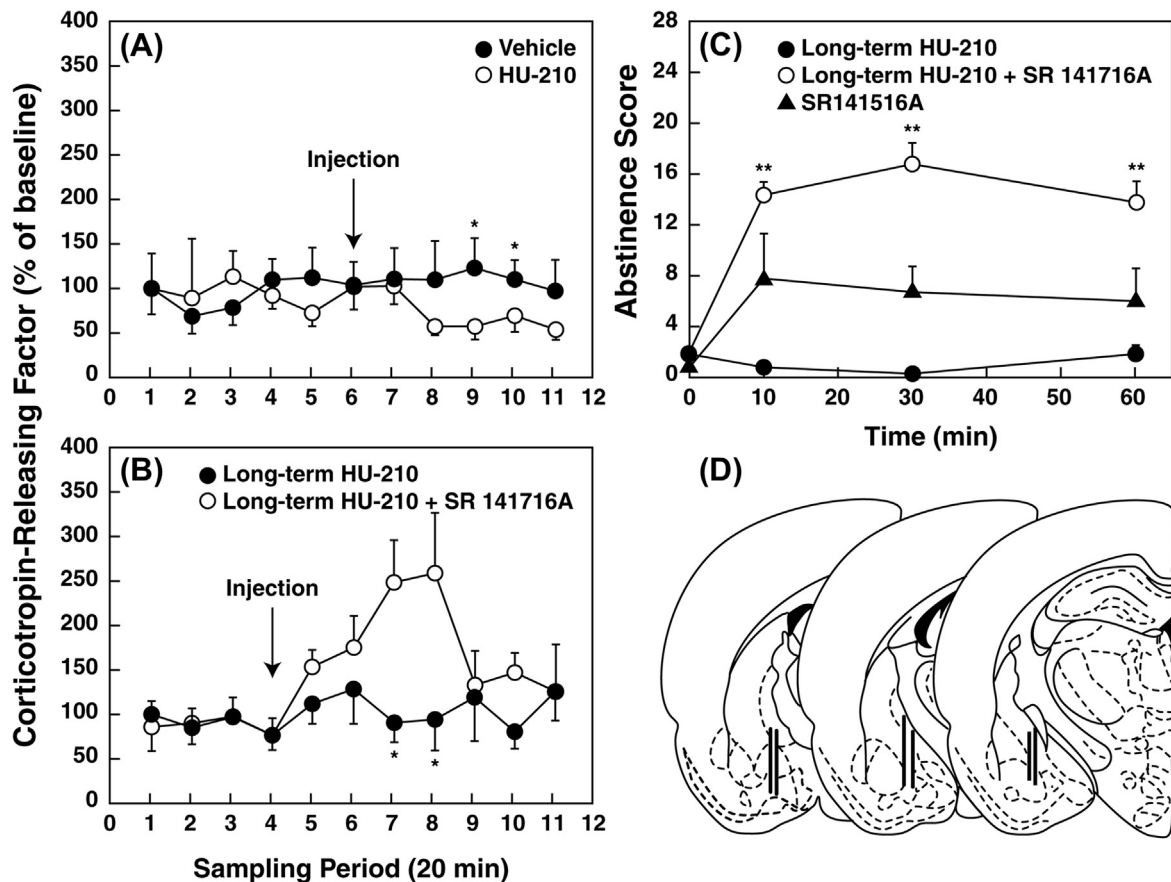 Corticotropin-Releasing Factor (% of baseline)
(A)
Vehicle
HU-210
Injection
* *
400
350
300
250
200
150
100
50
0
1 2 3 4 5 6 7 8 9 10 11 12
(B)
Long-term HU-210
Long-term HU-210 + SR 141716A
Injection
* *
400
350
300
250
200
150
100
50
0
1 2 3 4 5 6 7 8 9 10 11 12
Sampling Period (20 min)
(C)
Long-term HU-210
Long-term HU-210 + SR 141716A
SR141516A
Abstinence Score
** ** **
28
24
20
16
12
8
4
0
0 10 20 30 40 50 60
Time (min)
(D)